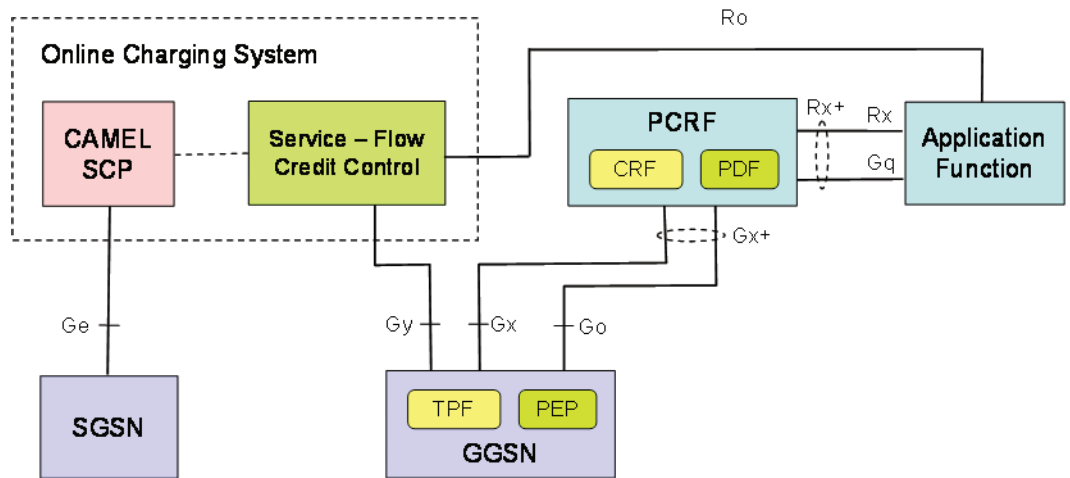 Ro
Online Charging System
CAMEL
SCP
Service – Flow
Credit Control
PCRF
CRF
PDF
Rx+
Rx
Gq
Application
Function
Gx+
Ge
Gy
Gx
Go
SGSN
TPF
PEP
GGSN